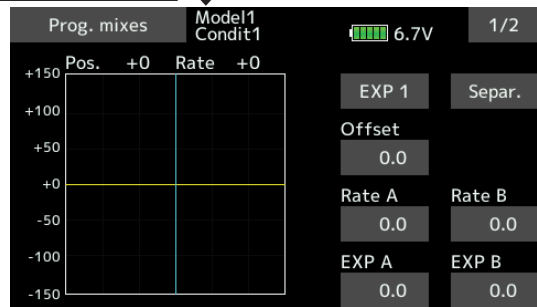 Prog. mixes
Model1
Condit1
6.7V
1/2
Pos. +0 Rate +0
+150
+100
+50
+0
-50
-100
-150
EXP 1
Separ.
Offset
0.0
Rate A
Rate B
0.0
0.0
EXP A
EXP B
0.0
0.0